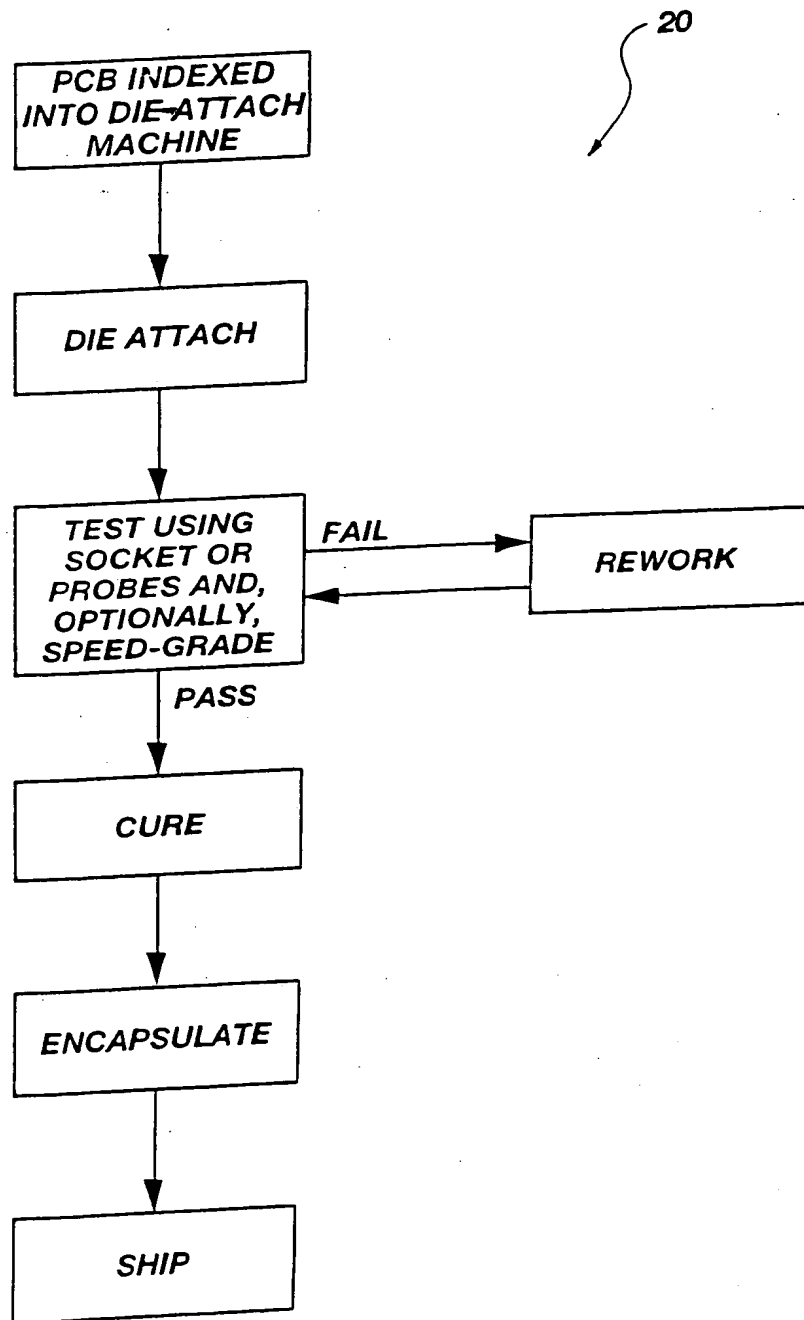 20
PCB INDEXED
INTO DIE-ATTACH
MACHINE
DIE ATTACH
TEST USING
SOCKET OR
PROBES AND,
OPTIONALLY,
SPEED-GRADE
FAIL
REWORK
PASS
CURE
ENCAPSULATE
SHIP